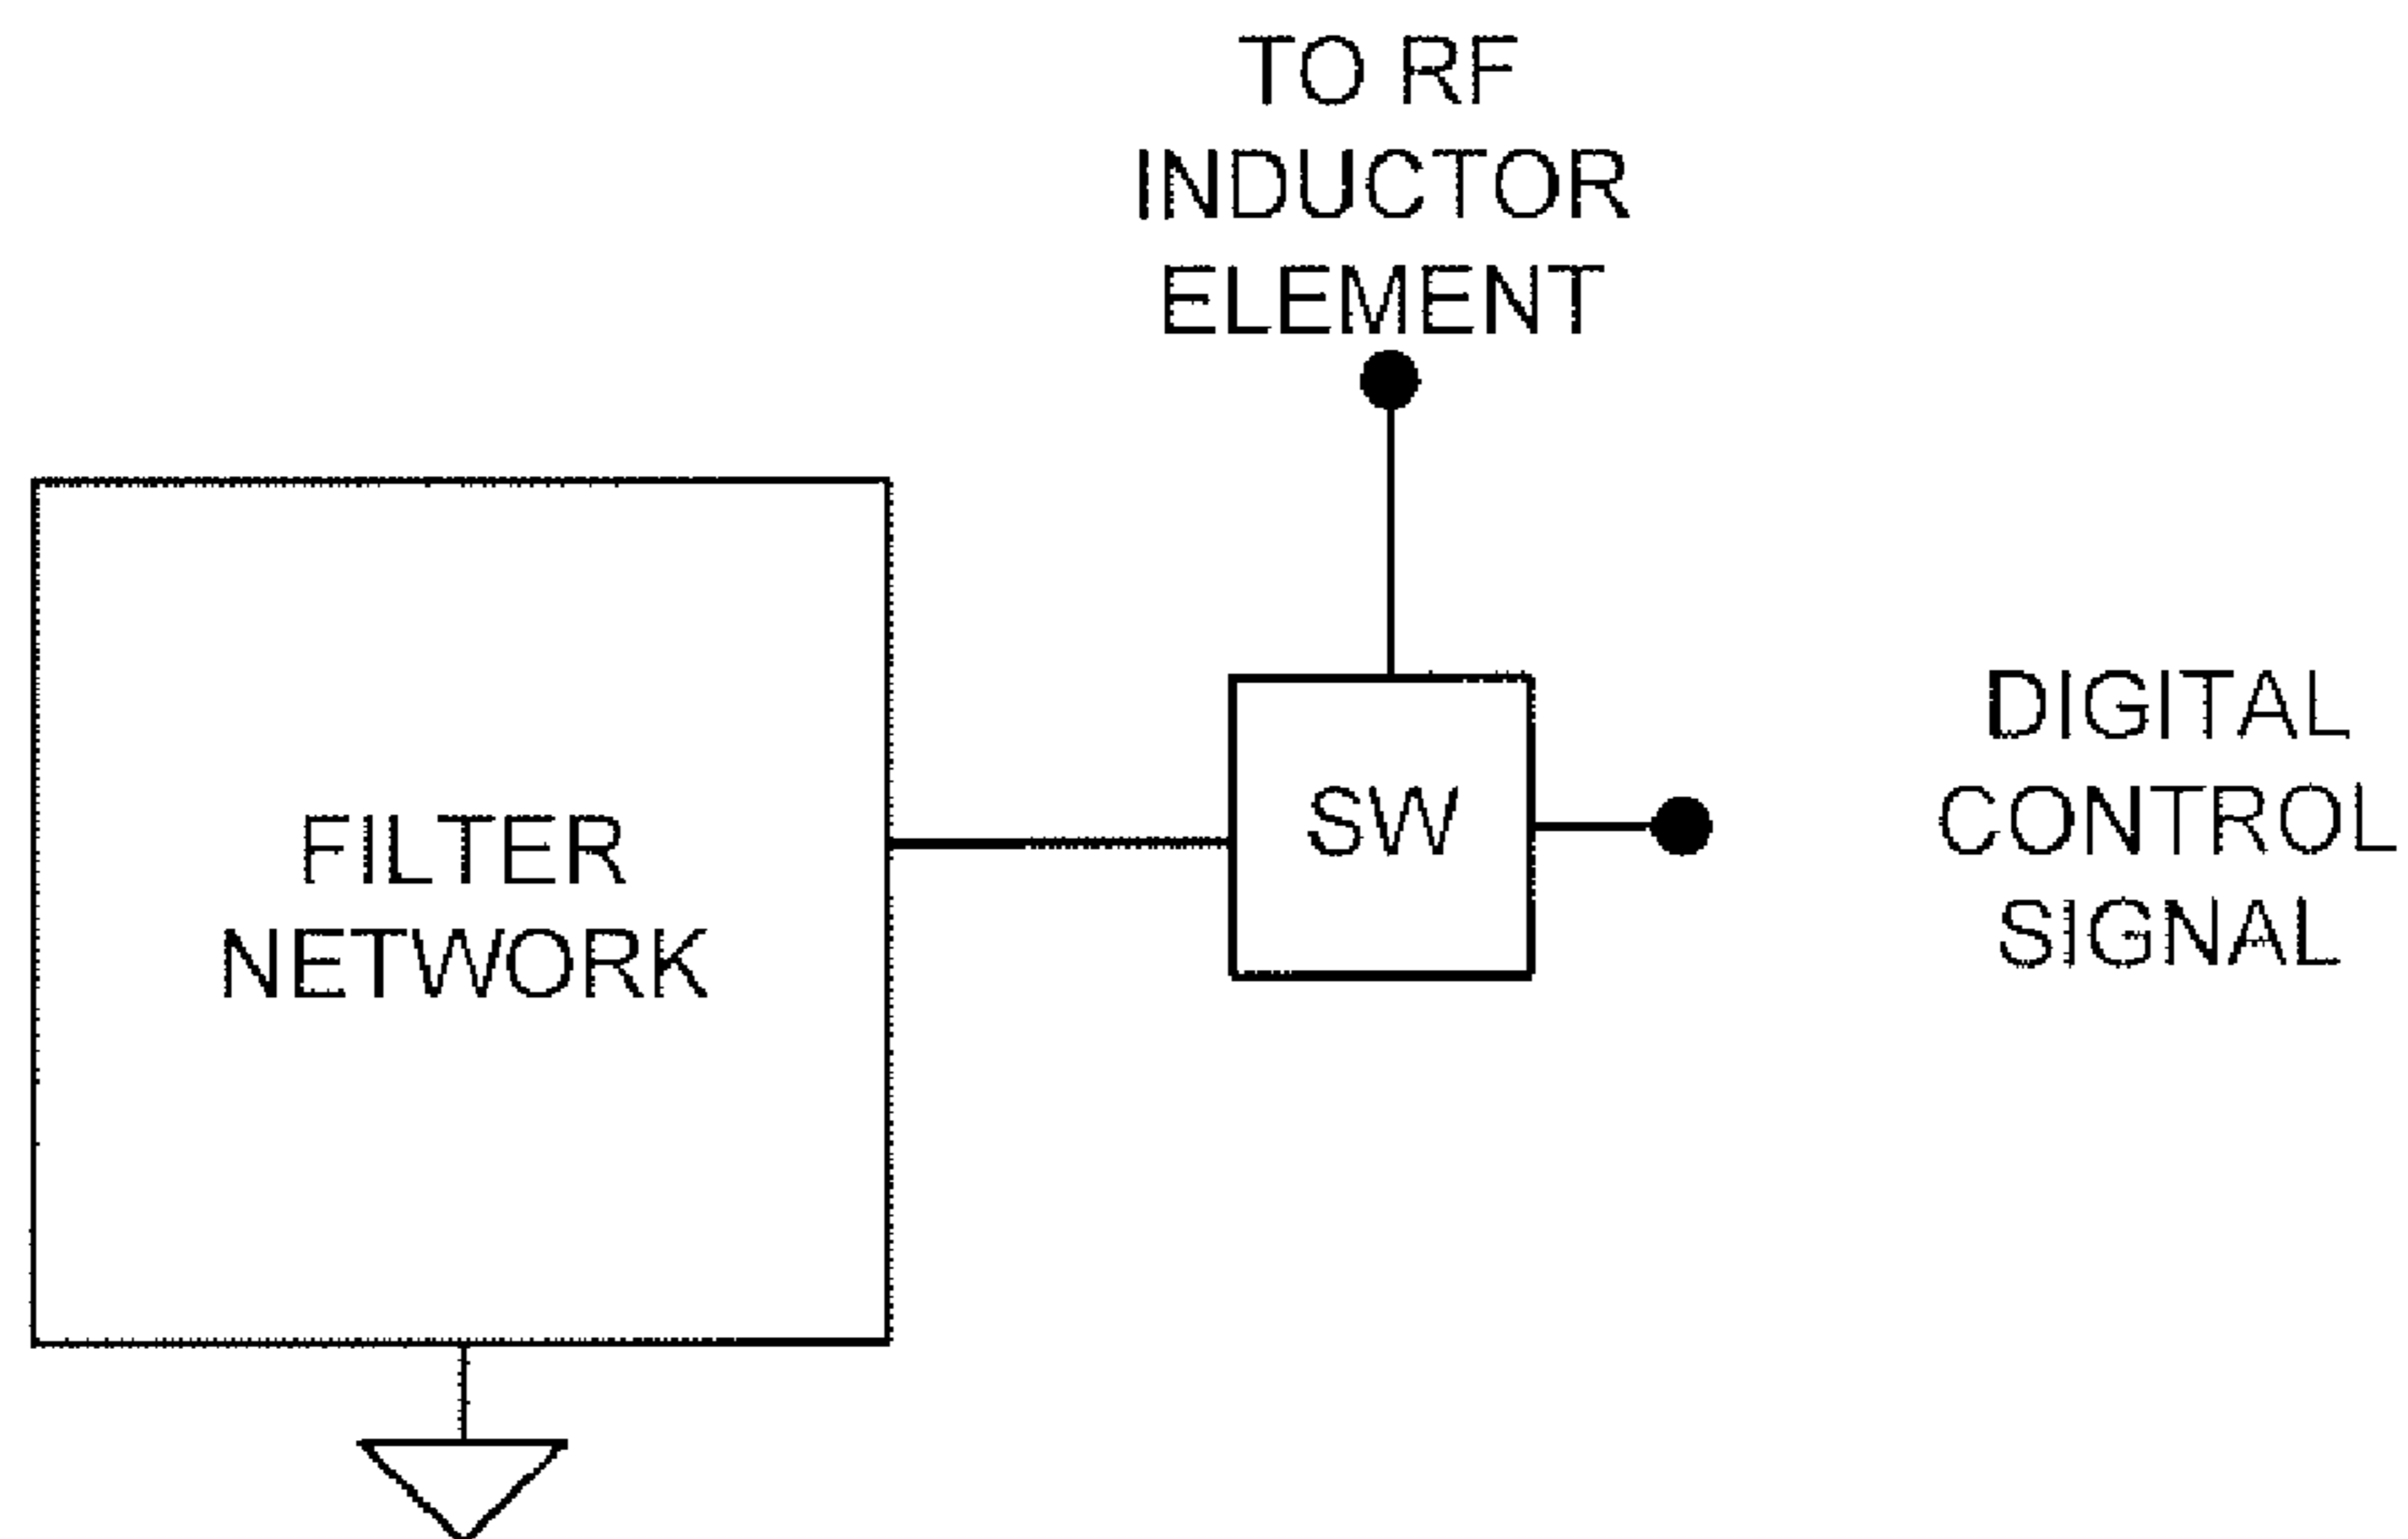 TO RF
INDUCTOR
ELEMENT
FILTER
NETWORK
SW
DIGITAL
CONTROL
SIGNAL